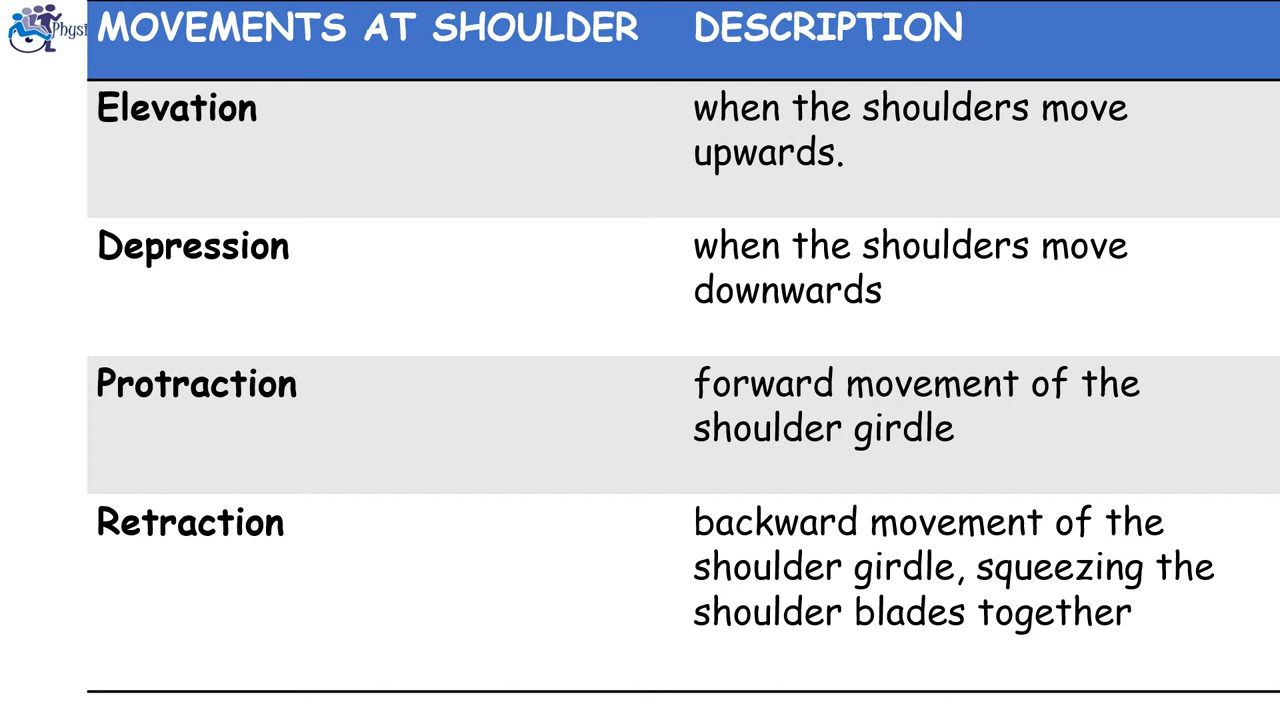 Physi
MOVEMENTS AT SHOULDER DESCRIPTION
Elevation when the shoulders move
upwards.
Depression when the shoulders move
downwards
Protraction forward movement of the
shoulder girdle
Retraction backward movement of the
shoulder girdle, squeezing the
shoulder blades together